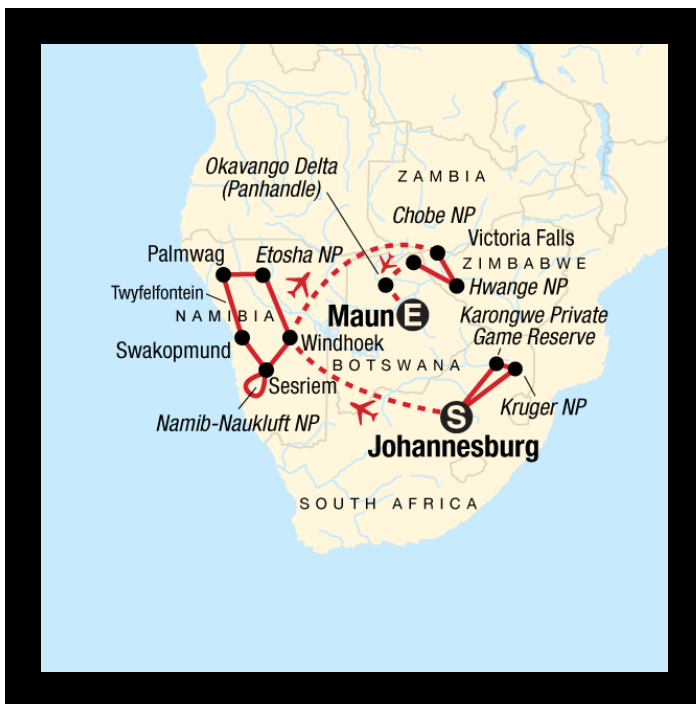 Okavango Delta
(Panhandle)
ZAMBIA
Chobe NP
Victoria Falls
ZIMBABWE
Hwange NP
Palmwag
Etosha NP
Twyfelfontein
NAMIBIA
Maun
E
Karongwe Private
Game Reserve
Swakopmund
Windhoek
BOTSWANA
Sesriem
Kruger NP
Namib-Naukluft NP
S
Johannesburg
SOUTH AFRICA